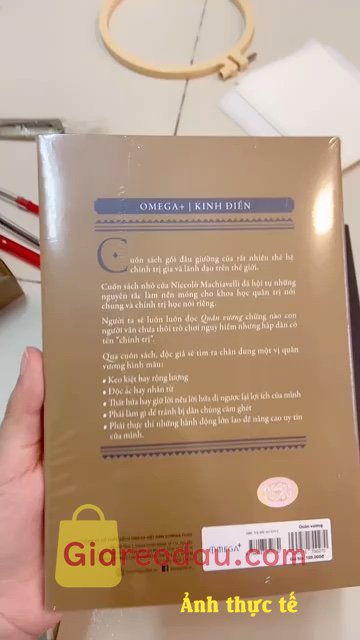 OMEGA+ | KINH ĐIỂN
Cuốn sách gối đầu giường của rất nhiều thế hệ
chính trị gia và lãnh đạo trên thế giới.
Cuốn sách nhỏ của Niccolò Machiavelli đã hội tụ những
nguyên tắc làm nền móng cho khoa học quản trị nói
chung và chính trị học nói riêng.
Người ta sẽ luôn luôn đọc Quân vương chừng nào con
người vẫn chưa thôi trò chơi nguy hiểm nhưng hấp dẫn có
tên "chính trị".
Qua cuốn sách, độc giả sẽ tìm ra chân dung một vị quân
vương hình mẫu:
• Keo kiệt hay rộng lượng
• Độc ác hay nhân từ
• Thất hứa hay giữ lời nếu lời hứa đi ngược lại lợi ích của mình
• Phải làm gì để tránh bị dân chúng căm ghét
• Phải thực thi những hành động lớn lao để nâng cao uy tín
của mình.
Quân vương
OMEGA+
Giareodau.com
Ảnh thực tế